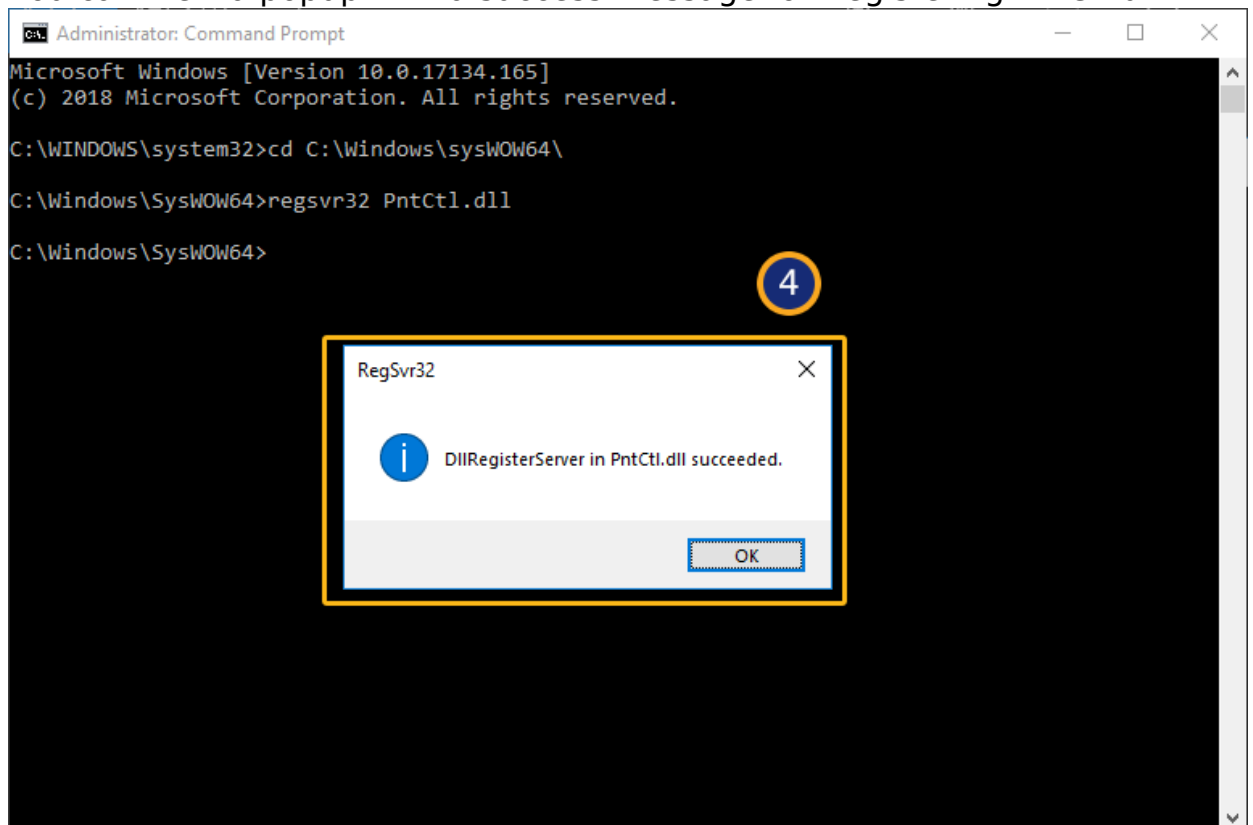 Administrator: Command Prompt
Microsoft Windows [Version 10.0.17134.165]
(c) 2018 Microsoft Corporation. All rights reserved.
C:\WINDOWS\system32>cd C:\Windows\sysWOW64\
C:\Windows\SysWOW64>regsvr32 PntCtl.dll
C:\Windows\SysWOW64>
4
RegSvr32
DllRegisterServer in PntCtl.dll succeeded.
OK